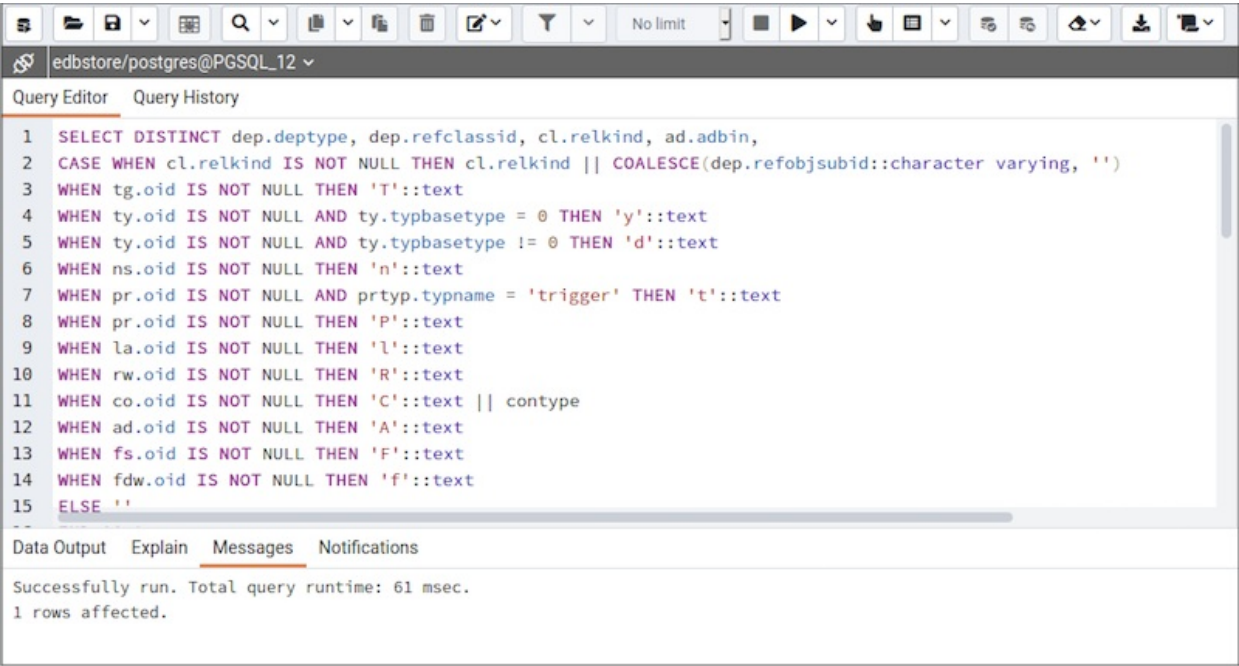 No limit
edbstore/postgres@PGSQL_12
Query Editor Query History
1 SELECT DISTINCT dep.deptype, dep.refclassid, cl.relkind, ad.adbin,
2 CASE WHEN cl.relkind IS NOT NULL THEN cl.relkind || COALESCE(dep.refobjsubid::character varying, '')
3 WHEN tg.oid IS NOT NULL THEN 'T'::text
4 WHEN ty.oid IS NOT NULL AND ty.typbasetype = 0 THEN 'y'::text
5 WHEN ty.oid IS NOT NULL AND ty.typbasetype != 0 THEN 'd'::text
6 WHEN ns.oid IS NOT NULL THEN 'n'::text
7 WHEN pr.oid IS NOT NULL AND prtyp.typname = 'trigger' THEN 't'::text
8 WHEN pr.oid IS NOT NULL THEN 'P'::text
9 WHEN la.oid IS NOT NULL THEN 'l'::text
10 WHEN rw.oid IS NOT NULL THEN 'R'::text
11 WHEN co.oid IS NOT NULL THEN 'C'::text || contype
12 WHEN ad.oid IS NOT NULL THEN 'A'::text
13 WHEN fs.oid IS NOT NULL THEN 'F'::text
14 WHEN fdw.oid IS NOT NULL THEN 'f'::text
15 ELSE ''
Data Output Explain Messages Notifications
Successfully run. Total query runtime: 61 msec.
1 rows affected.